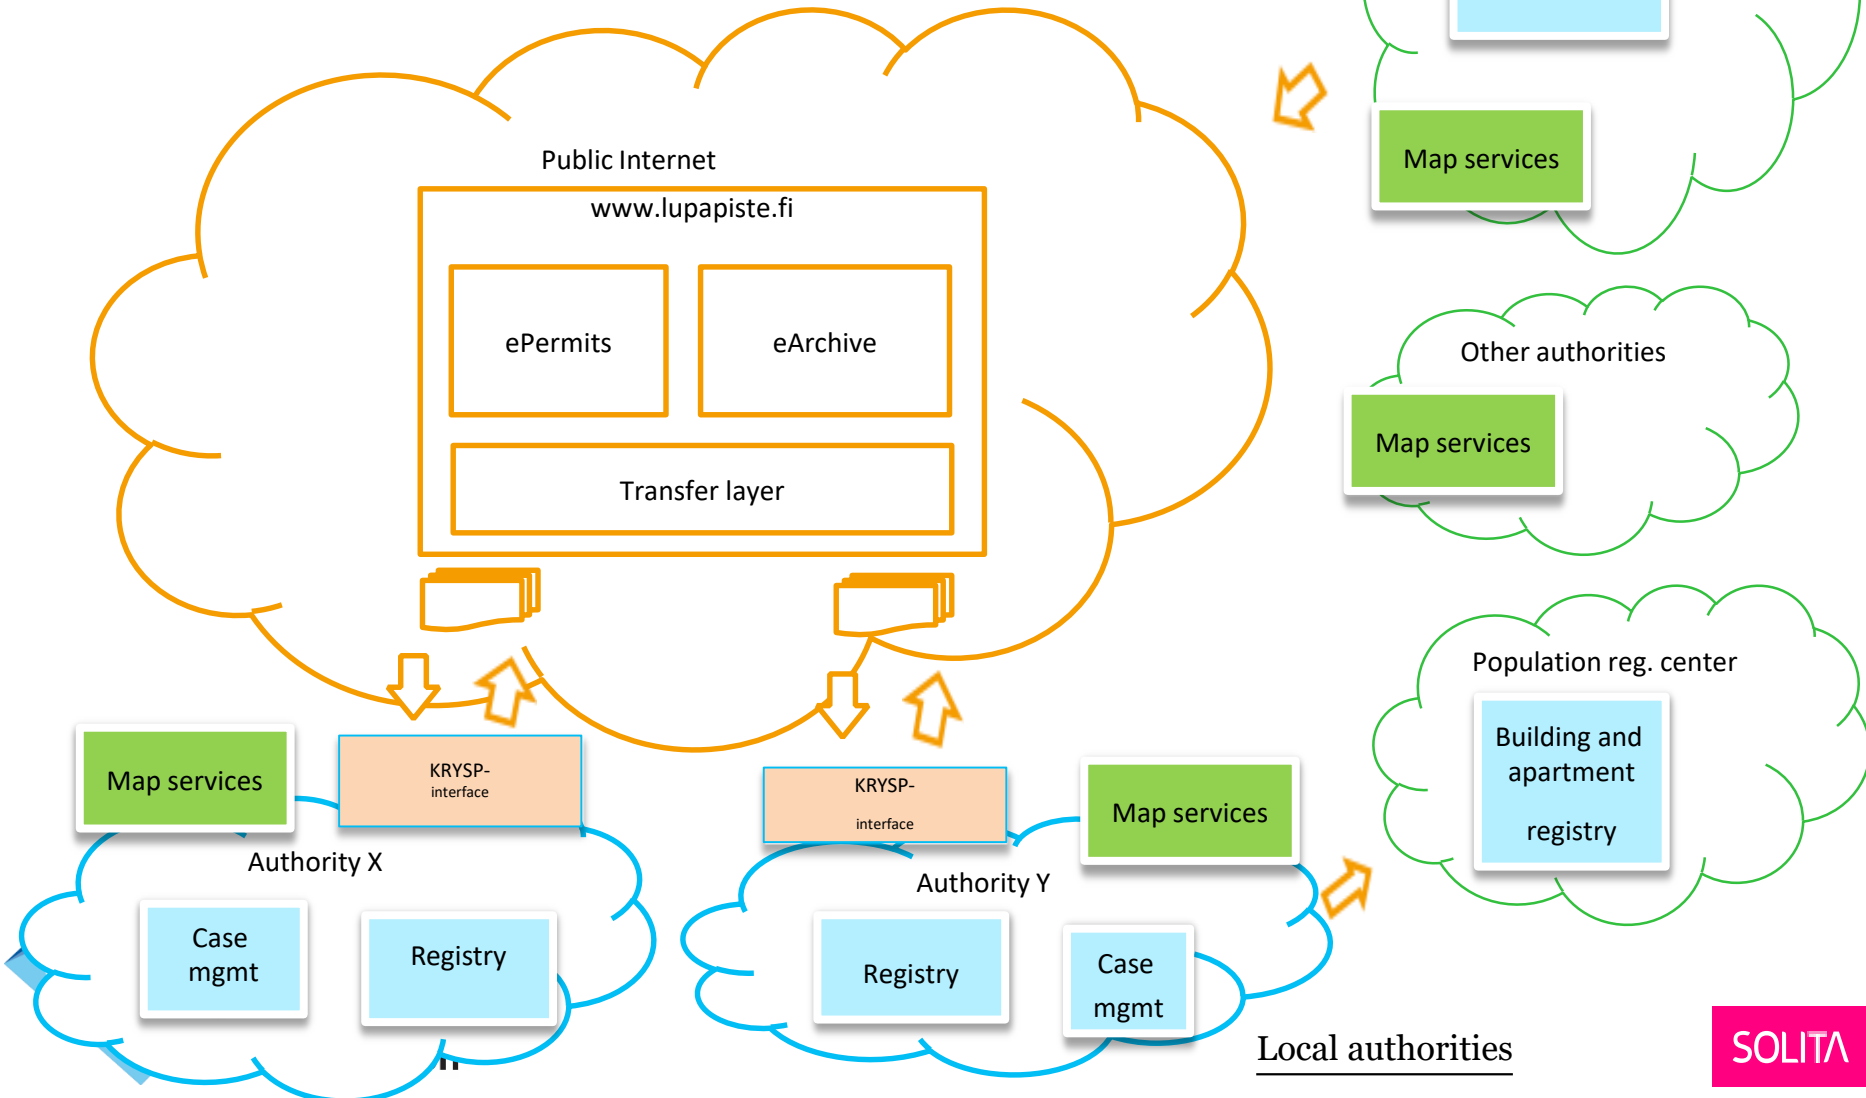 Public Internet
www.lupapiste.fi
ePermits
eArchive
Transfer layer
Map services
Other authorities
Map services
Population reg. center
Building and
apartment
registry
Map services
KRYSP-
interface
Authority X
Case
mgmt
Registry
KRYSP-
interface
Map services
Authority Y
Registry
Case
mgmt
Local authorities
SOLITA